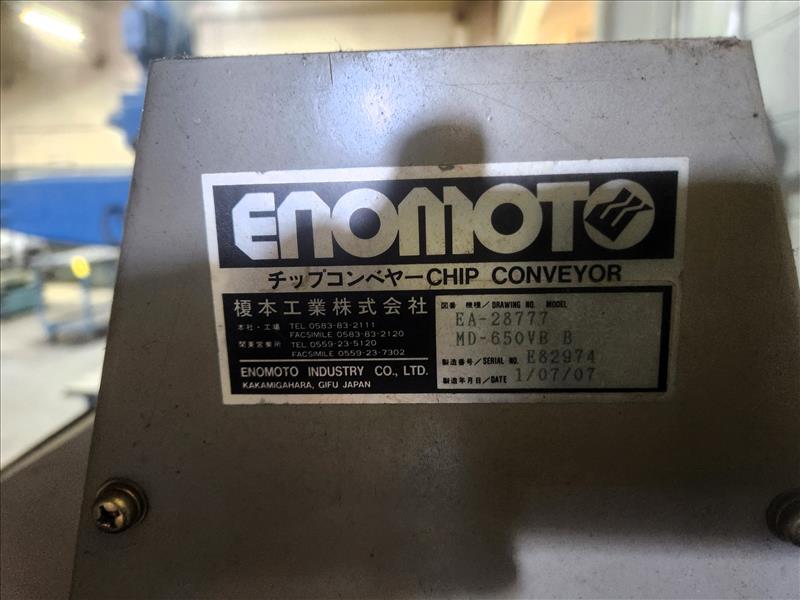 ENOMOTO
チップコンベヤー CHIP CONVEYOR
榎本工業株式会社
本社・工場 TEL 0583-83-2111
FACSIMILE 0583-83-2120
関東営業所 TEL 0559-23-5120
FACSIMILE 0559-23-7302
ENOMOTO INDUSTRY CO., LTD.
KAKAMIGAHARA, GIFU JAPAN
図番 機種/DRAWING NO. MODEL
EA-28777
MD-650VB B
製造番号/SERIAL NO. E82974
製造年月日/DATE 1/07/07